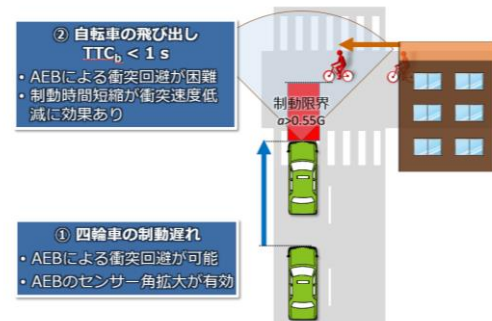 ② 自転車の飛び出し
TTCb < 1 s
• AEBによる衝突回避が困難
• 制動時間短縮が衝突速度低
減に効果あり
制動限界
a>0.55G
① 四輪車の制動遅れ
• AEBによる衝突回避が可能
• AEBのセンサー角拡大が有効